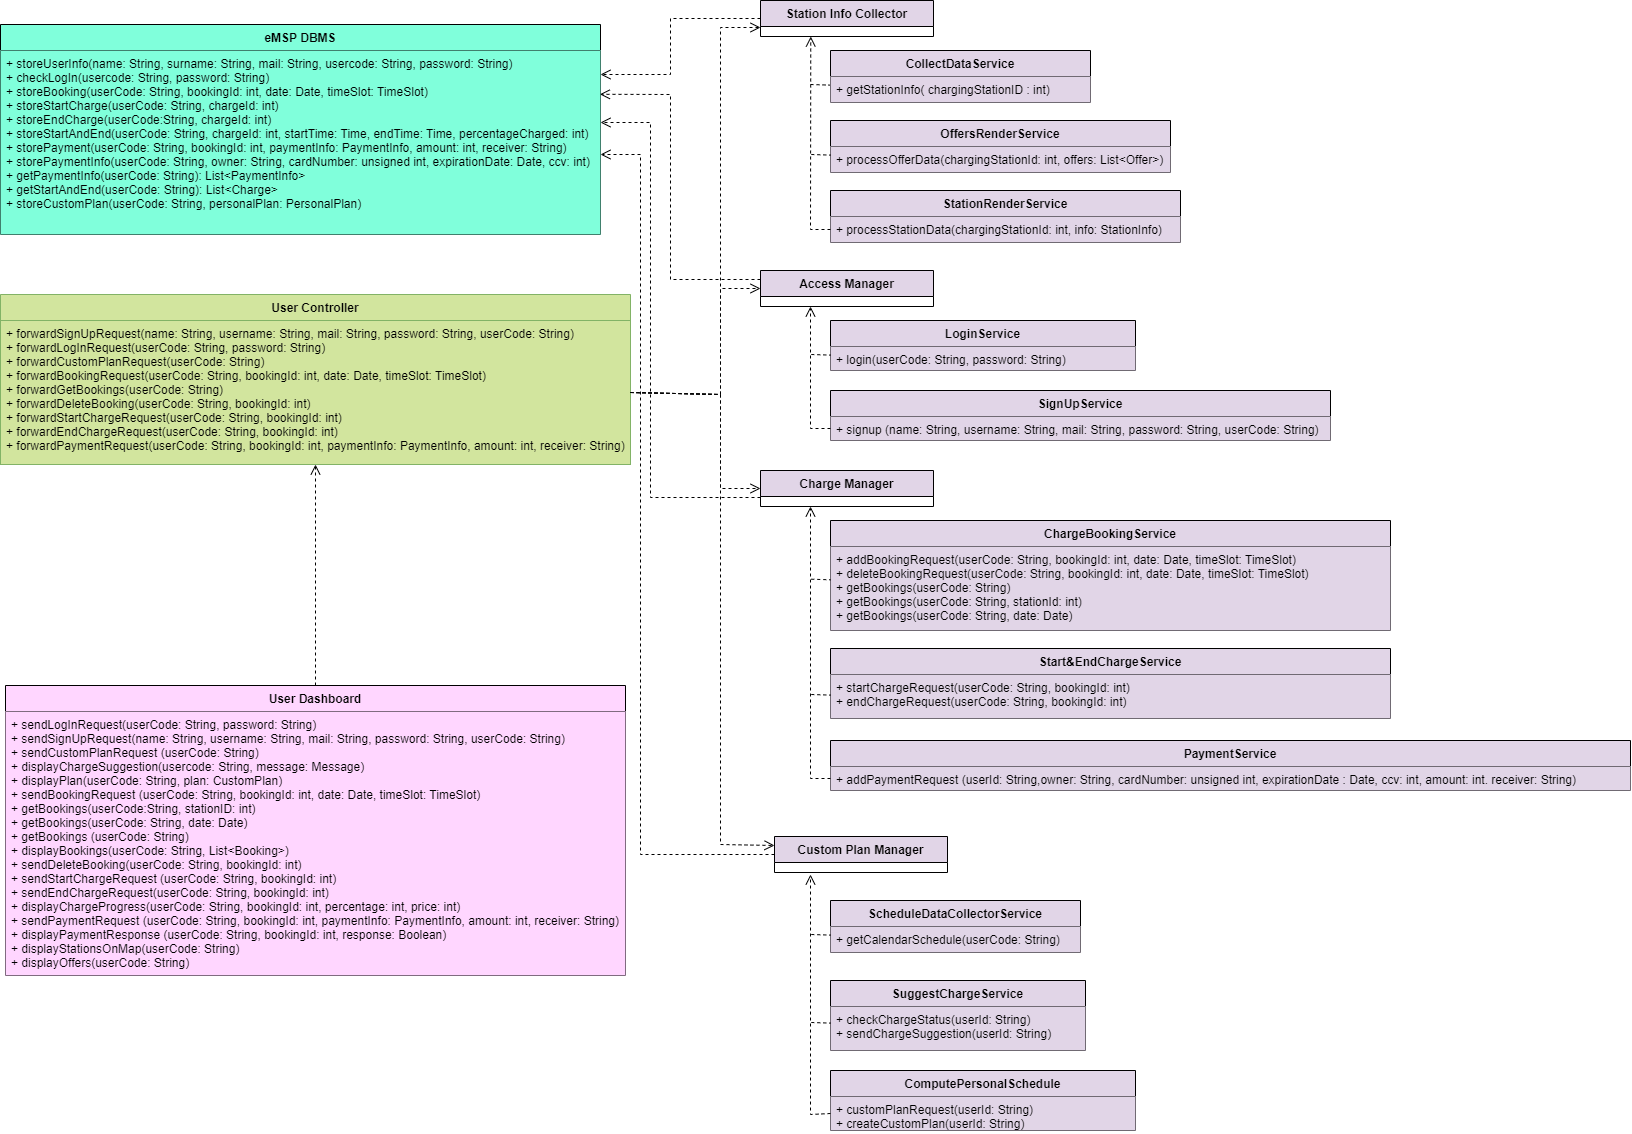 eMSP DBMS
+ storeUserInfo(name: String, surname: String, mail: String, usercode: String, password: String)
+ checkLogIn(usercode: String, password: String)
+ storeBooking(userCode: String, bookingId: int, date: Date, timeSlot: TimeSlot)
+ storeStartCharge(userCode: String, chargeId: int)
+ storeEndCharge(userCode:String, chargeId: int)
+ storeStartAndEnd(userCode: String, chargeId: int, startTime: Time, endTime: Time, percentageCharged: int)
+ storePayment(userCode: String, bookingId: int, paymentInfo: PaymentInfo, amount: int, receiver: String)
+ storePaymentInfo(userCode: String, owner: String, cardNumber: unsigned int, expirationDate: Date, ccv: int)
+ getPaymentInfo(userCode: String): List<PaymentInfo>
+ getStartAndEnd(userCode: String): List<Charge>
+ storeCustomPlan(userCode: String, personalPlan: PersonalPlan)
User Controller
+ forwardSignUpRequest(name: String, username: String, mail: String, password: String, userCode: String)
+ forwardLogInRequest(userCode: String, password: String)
+ forwardCustomPlanRequest(userCode: String)
+ forwardBookingRequest(userCode: String, bookingId: int, date: Date, timeSlot: TimeSlot)
+ forwardGetBookings(userCode: String)
+ forwardDeleteBooking(userCode: String, bookingId: int)
+ forwardStartChargeRequest(userCode: String, bookingId: int)
+ forwardEndChargeRequest(userCode: String, bookingId: int)
+ forwardPaymentRequest(userCode: String, bookingId: int, paymentInfo: PaymentInfo, amount: int, receiver: String)
User Dashboard
+ sendLogInRequest(userCode: String, password: String)
+ sendSignUpRequest(name: String, username: String, mail: String, password: String, userCode: String)
+ sendCustomPlanRequest (userCode: String)
+ displayChargeSuggestion(usercode: String, message: Message)
+ displayPlan(userCode: String, plan: CustomPlan)
+ sendBookingRequest (userCode: String, bookingId: int, date: Date, timeSlot: TimeSlot)
+ getBookings(userCode:String, stationID: int)
+ getBookings(userCode: String, date: Date)
+ getBookings (userCode: String)
+ displayBookings(userCode: String, List<Booking>)
+ sendDeleteBooking(userCode: String, bookingId: int)
+ sendStartChargeRequest (userCode: String, bookingId: int)
+ sendEndChargeRequest(userCode: String, bookingId: int)
+ displayChargeProgress(userCode: String, bookingId: int, percentage: int, price: int)
+ sendPaymentRequest (userCode: String, bookingId: int, paymentInfo: PaymentInfo, amount: int, receiver: String)
+ displayPaymentResponse (userCode: String, bookingId: int, response: Boolean)
+ displayStationsOnMap(userCode: String)
+ displayOffers(userCode: String)
Station Info Collector
CollectDataService
+ getStationInfo( chargingStationID : int)
OffersRenderService
+ processOfferData(chargingStationId: int, offers: List<Offer>)
StationRenderService
+ processStationData(chargingStationId: int, info: StationInfo)
Access Manager
LoginService
+ login(userCode: String, password: String)
SignUpService
+ signup (name: String, username: String, mail: String, password: String, userCode: String)
Charge Manager
ChargeBookingService
+ addBookingRequest(userCode: String, bookingId: int, date: Date, timeSlot: TimeSlot)
+ deleteBookingRequest(userCode: String, bookingId: int, date: Date, timeSlot: TimeSlot)
+ getBookings(userCode: String)
+ getBookings(userCode: String, stationId: int)
+ getBookings(userCode: String, date: Date)
Start&EndChargeService
+ startChargeRequest(userCode: String, bookingId: int)
+ endChargeRequest(userCode: String, bookingId: int)
PaymentService
+ addPaymentRequest (userId: String,owner: String, cardNumber: unsigned int, expirationDate : Date, ccv: int, amount: int. receiver: String)
Custom Plan Manager
ScheduleDataCollectorService
+ getCalendarSchedule(userCode: String)
SuggestChargeService
+ checkChargeStatus(userId: String)
+ sendChargeSuggestion(userId: String)
ComputePersonalSchedule
+ customPlanRequest(userId: String)
+ createCustomPlan(userId: String)